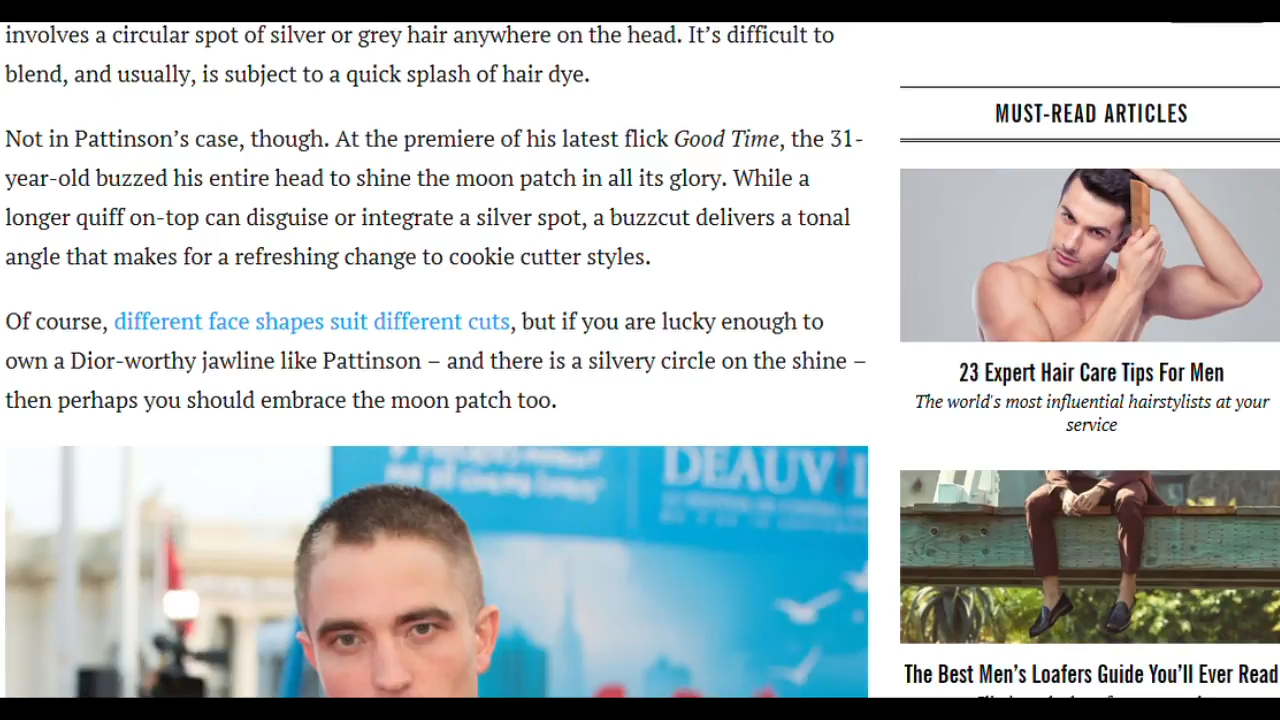 involves a circular spot of silver or grey hair anywhere on the head. It’s difficult to
blend, and usually, is subject to a quick splash of hair dye.
Not in Pattinson’s case, though. At the premiere of his latest flick Good Time, the 31-
year-old buzzed his entire head to shine the moon patch in all its glory. While a
longer quiff on-top can disguise or integrate a silver spot, a buzzcut delivers a tonal
angle that makes for a refreshing change to cookie cutter styles.
Of course, different face shapes suit different cuts, but if you are lucky enough to
own a Dior-worthy jawline like Pattinson – and there is a silvery circle on the shine –
then perhaps you should embrace the moon patch too.
DEAUVIL
MUST-READ ARTICLES
23 Expert Hair Care Tips For Men
The world's most influential hairstylists at your
service
The Best Men’s Loafers Guide You’ll Ever Read